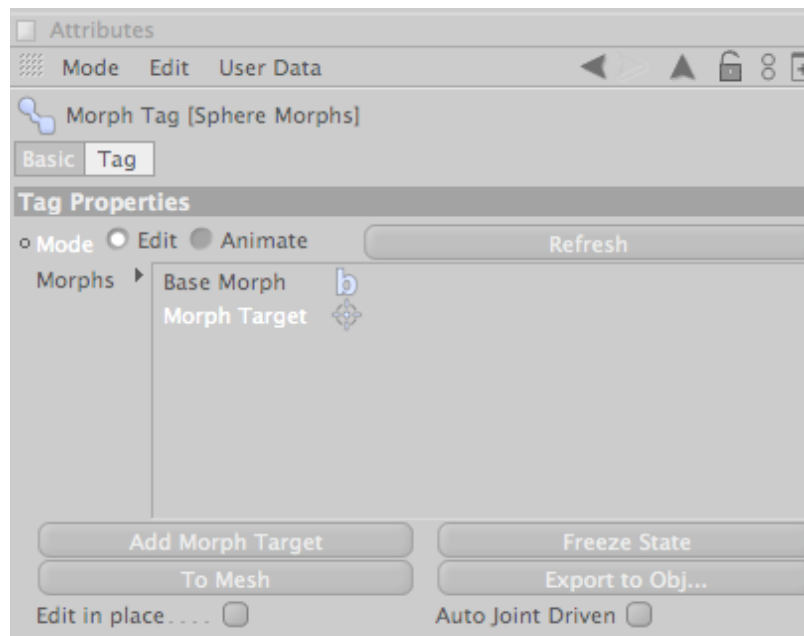 Attributes
Mode Edit User Data
Morph Tag [Sphere Morphs]
Basic Tag
Tag Properties
Mode Edit Animate Refresh
Morphs Base Morph b
Morph Target
Add Morph Target Freeze State
To Mesh Export to Obj...
Edit in place.... Auto Joint Driven